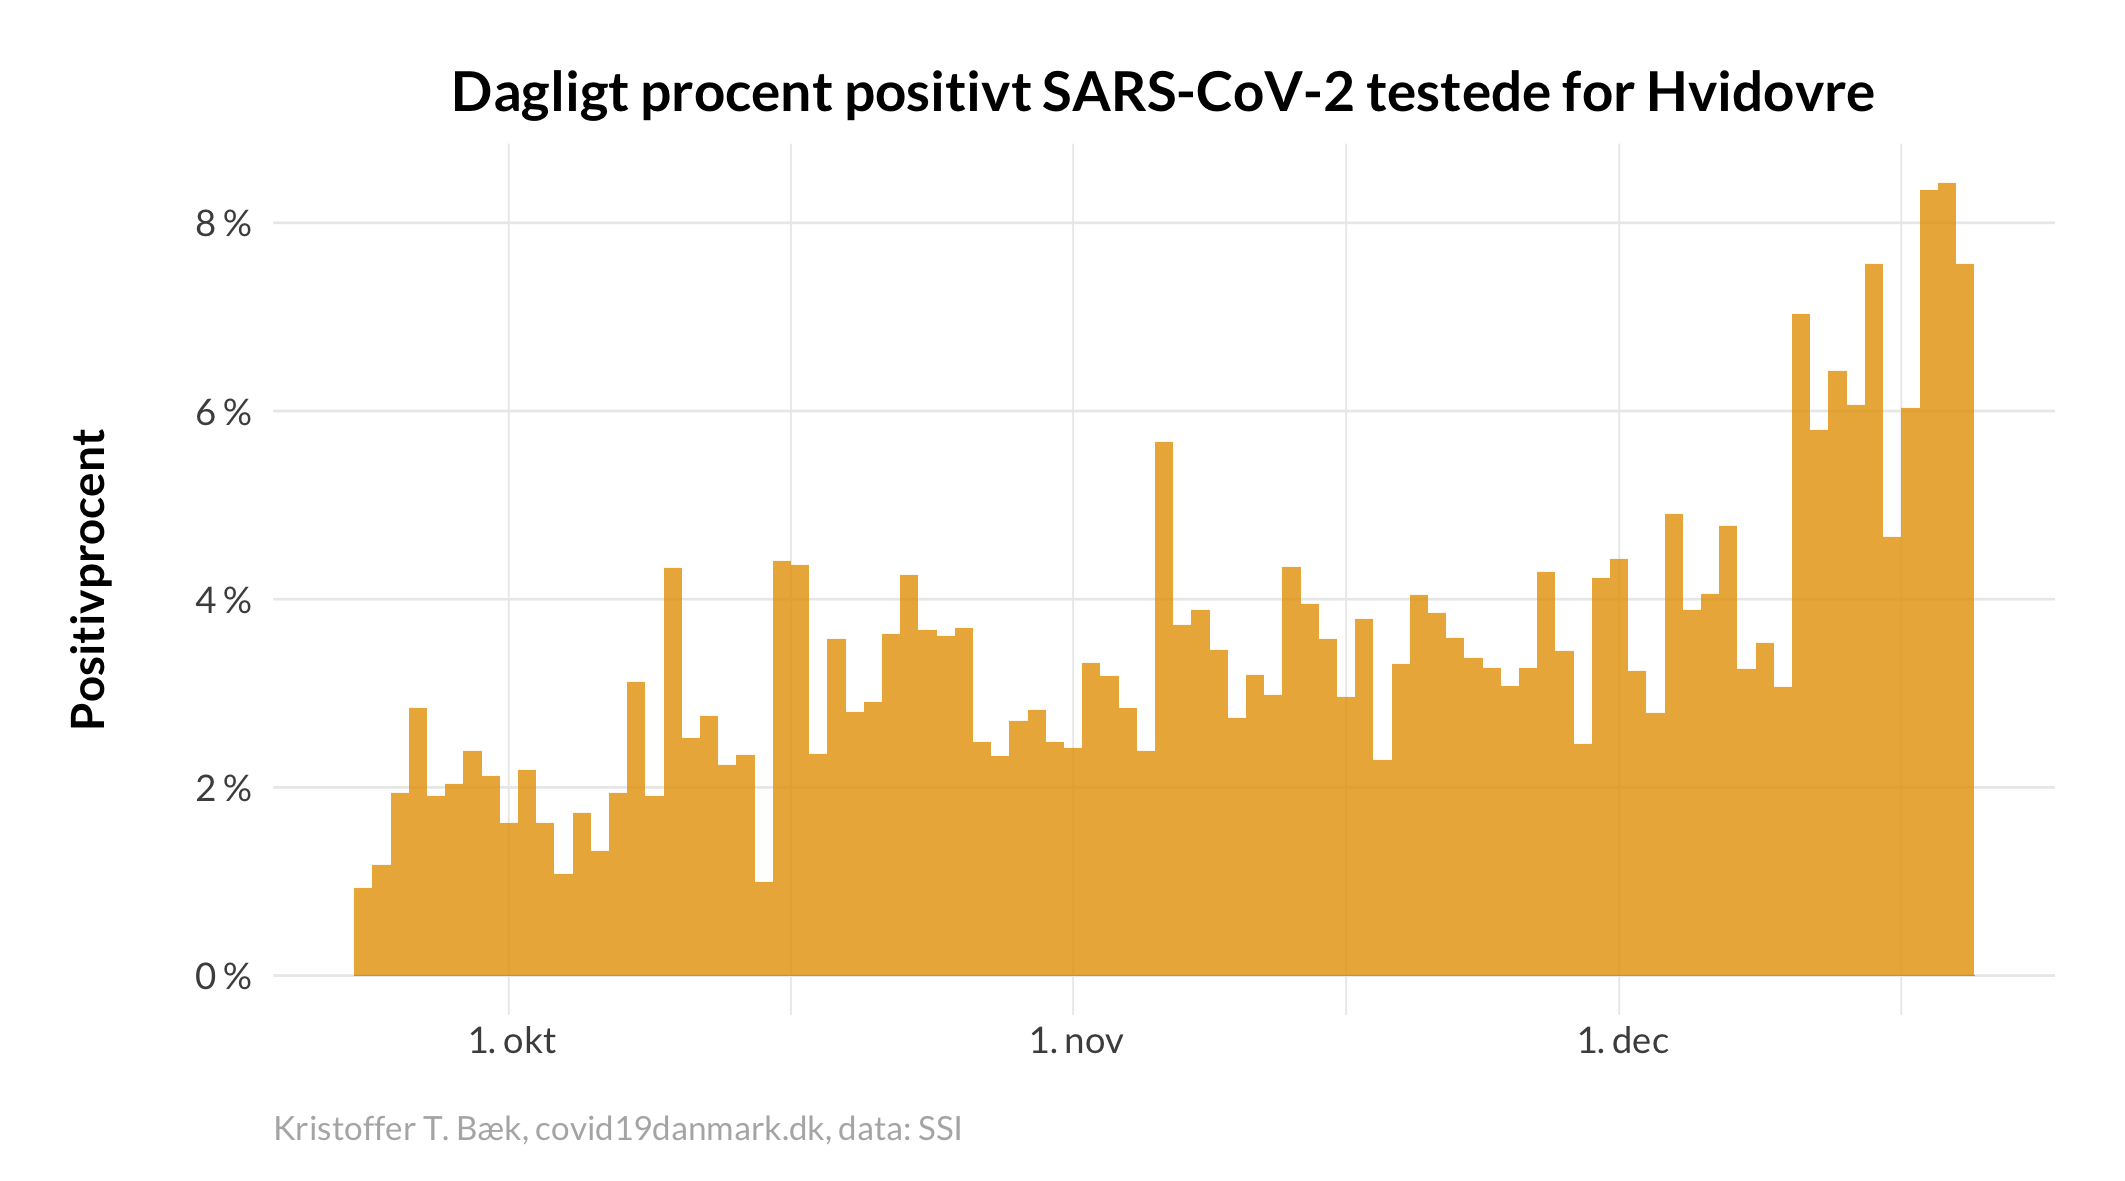 Dagligt procent positivt SARS-CoV-2 testede for Hvidovre
Positivprocent
8 %
6 %
4 %
2 %
0 %
1. okt
1. nov
1. dec
Kristoffer T. Bæk, covid19danmark.dk, data: SSI